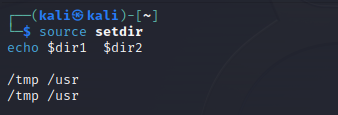 ┌──(kali㉿kali)-[~]
└─$ source setdir
echo $dir1  $dir2

/tmp /usr
/tmp /usr